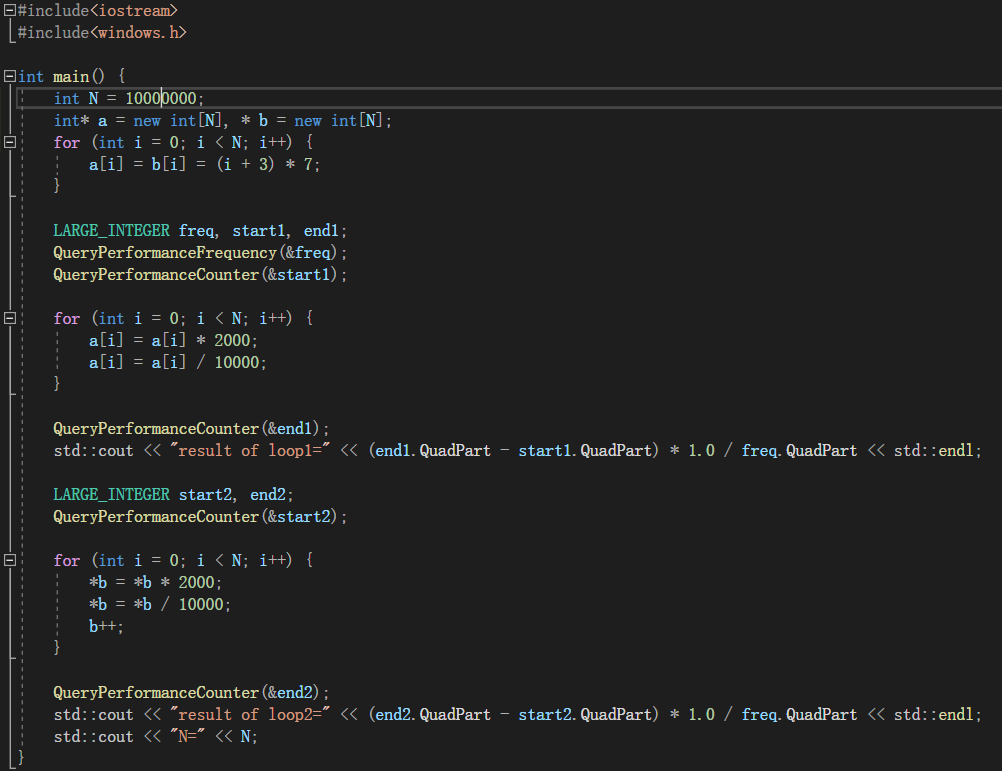 #include<iostream>
#include<windows.h>
int main() {
int N = 10000000;
int* a = new int[N], * b = new int[N];
for (int i = 0; i < N; i++) {
a[i] = b[i] = (i + 3) * 7;
}
LARGE_INTEGER freq, start1, end1;
QueryPerformanceFrequency(&freq);
QueryPerformanceCounter(&start1);
for (int i = 0; i < N; i++) {
a[i] = a[i] * 2000;
a[i] = a[i] / 10000;
}
QueryPerformanceCounter(&end1);
std::cout << "result of loop1=" << (end1.QuadPart - start1.QuadPart) * 1.0 / freq.QuadPart << std::endl;
LARGE_INTEGER start2, end2;
QueryPerformanceCounter(&start2);
for (int i = 0; i < N; i++) {
*b = *b * 2000;
*b = *b / 10000;
b++;
}
QueryPerformanceCounter(&end2);
std::cout << "result of loop2=" << (end2.QuadPart - start2.QuadPart) * 1.0 / freq.QuadPart << std::endl;
std::cout << "N=" << N;
}